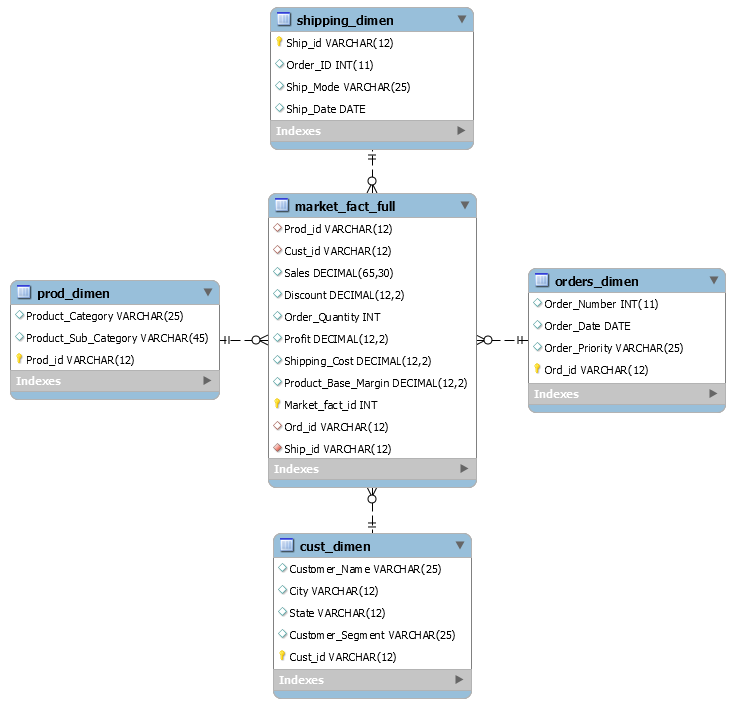 shipping_dimen
Ship_id VARCHAR(12)
Order_ID INT(11)
Ship_Mode VARCHAR(25)
Ship_Date DATE
Indexes
market_fact_full
Prod_id VARCHAR(12)
Cust_id VARCHAR(12)
Sales DECIMAL(65,30)
Discount DECIMAL(12,2)
Order_Quantity INT
Profit DECIMAL(12,2)
Shipping_Cost DECIMAL(12,2)
Product_Base_Margin DECIMAL(12,2)
Market_fact_id INT
Ord_id VARCHAR(12)
Ship_id VARCHAR(12)
Indexes
prod_dimen
Product_Category VARCHAR(25)
Product_Sub_Category VARCHAR(45)
Prod_id VARCHAR(12)
Indexes
orders_dimen
Order_Number INT(11)
Order_Date DATE
Order_Priority VARCHAR(25)
Ord_id VARCHAR(12)
Indexes
cust_dimen
Customer_Name VARCHAR(25)
City VARCHAR(12)
State VARCHAR(12)
Customer_Segment VARCHAR(25)
Cust_id VARCHAR(12)
Indexes